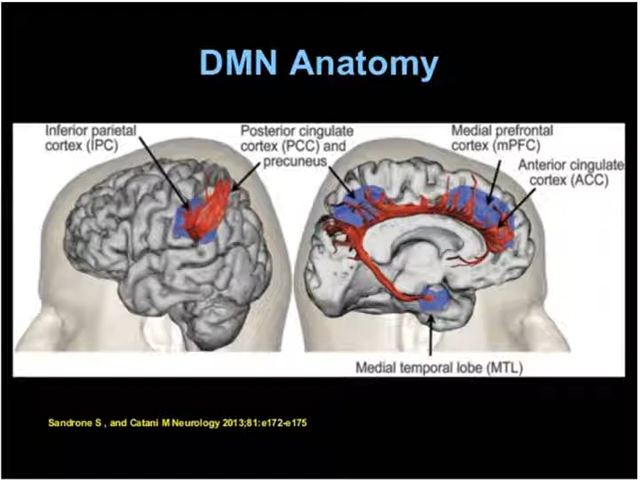 DMN Anatomy
Inferior parietal
cortex (IPC)
Posterior cingulate
cortex (PCC) and
precuneus
Medial prefrontal
cortex (mPFC)
Anterior cingulate
cortex (ACC)
Medial temporal lobe (MTL)
Sandrone S , and Catani M Neurology 2013;81:e172-e175